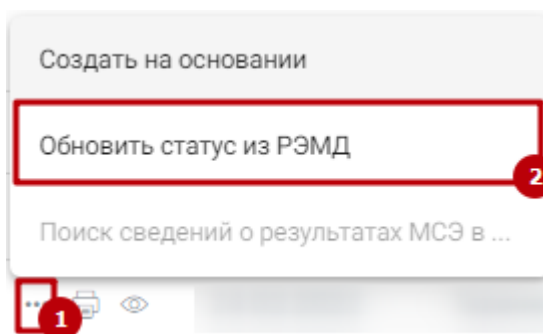 Создать на основании
Обновить статус из РЭМД
2
Поиск сведений о результатах МСЭ в ...
... 1